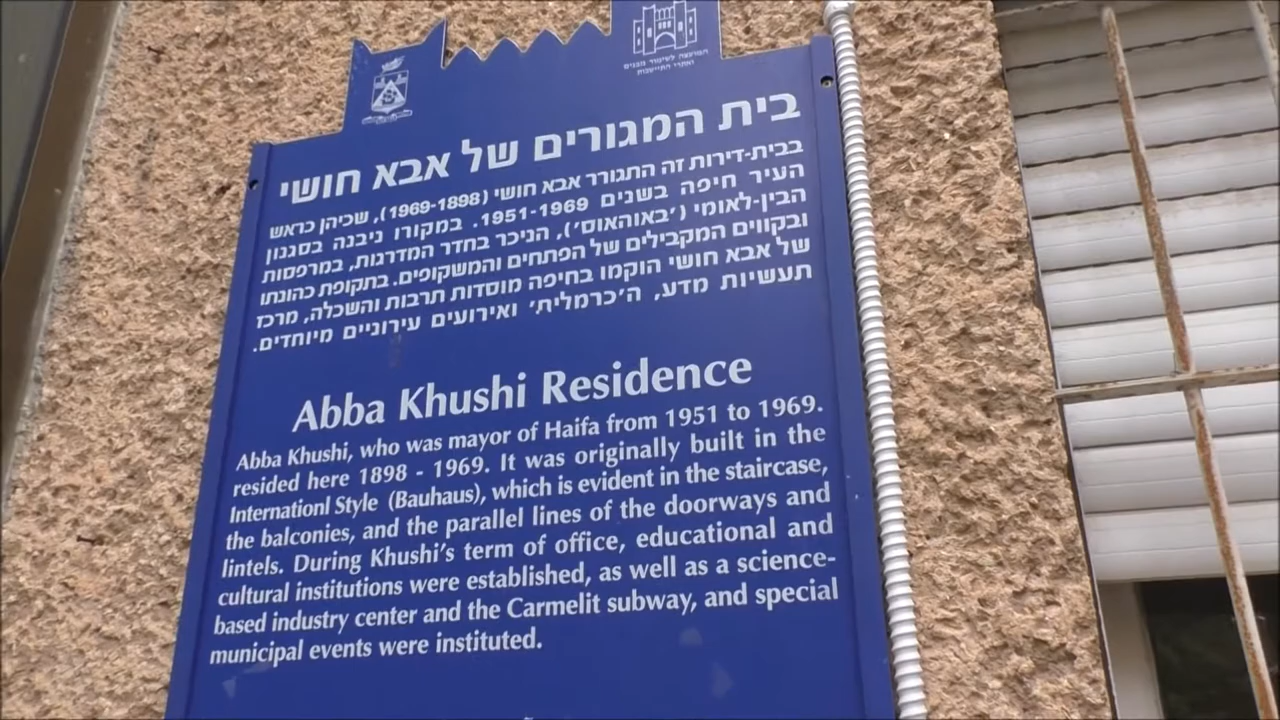 המועצה לשימור מבנים
ואתרי התיישבות
בית המגורים של אבא חושי
בבית-דירות זה התגורר אבא חושי (1969-1898), שכיהן כראש
העיר חיפה בשנים 1951-1969. במקורו ניבנה בסגנון
הבין-לאומי ('באוהאוס'), הניכר בחדר המדרגות, במרפסות
ובקווים המקבילים של הפתחים והמשקופים. בתקופת כהונתו
של אבא חושי הוקמו בחיפה מוסדות תרבות והשכלה, מרכז
תעשיות מדע, ה'כרמלית' ואירועים עירוניים מיוחדים.
Abba Khushi Residence
Abba Khushi, who was mayor of Haifa from 1951 to 1969.
resided here 1898 - 1969. It was originally built in the
Internationl Style (Bauhaus), which is evident in the staircase,
the balconies, and the parallel lines of the doorways and
lintels. During Khushi's term of office, educational and
cultural institutions were established, as well as a science-
based industry center and the Carmelit subway, and special
municipal events were instituted.